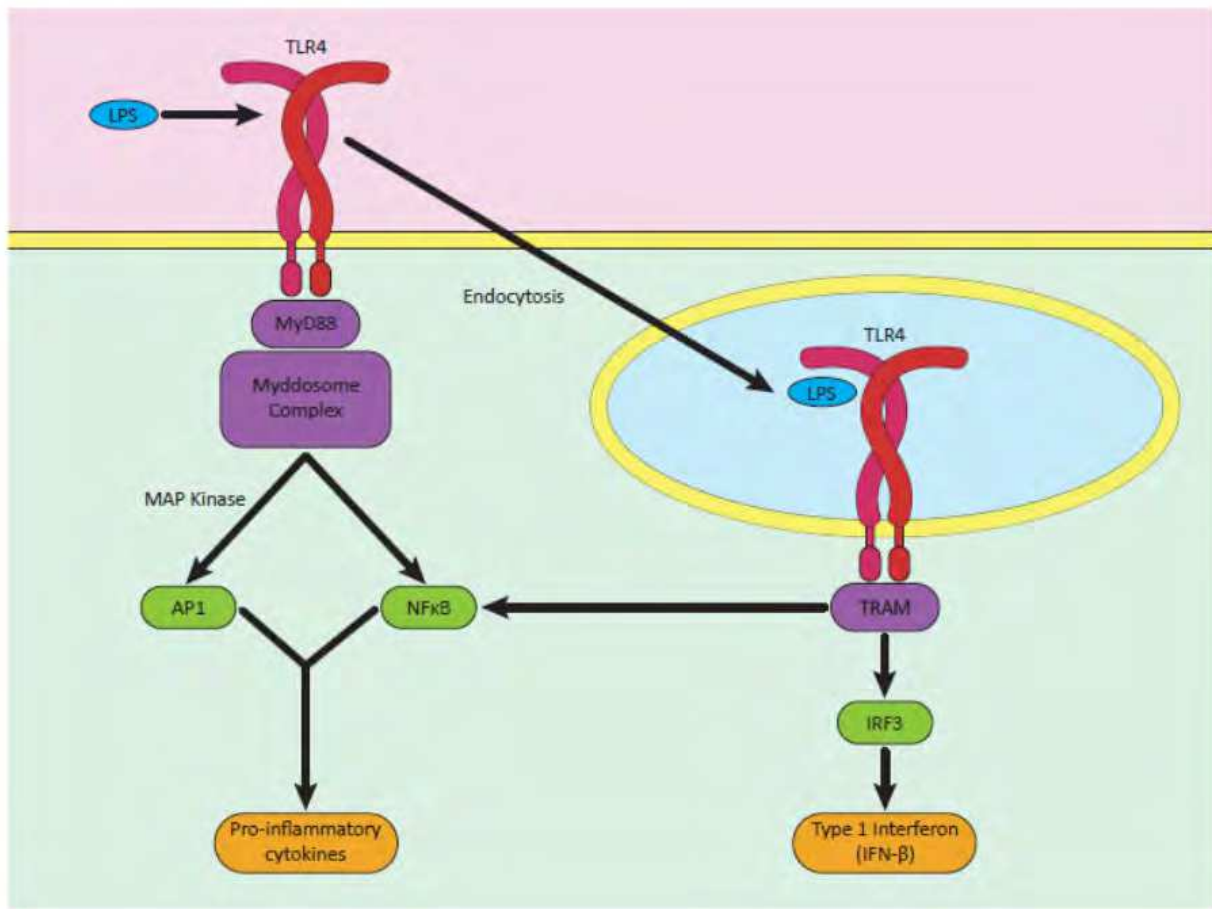 TLR4
LPS
Endocytosis
MyD88
TLR4
LPS
Myddosome
Complex
MAP Kinase
AP1
NFκB
TRAM
IRF3
Pro-inflammatory
cytokines
Type 1 Interferon
(IFN-β)